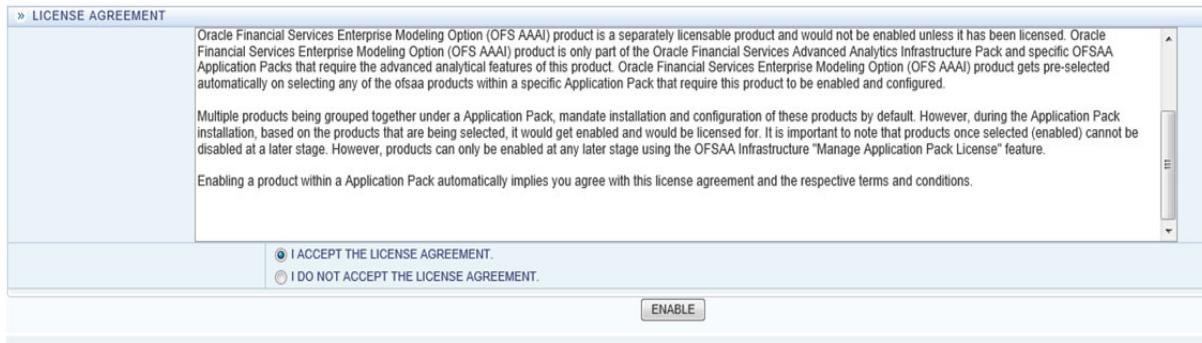 » LICENSE AGREEMENT
Oracle Financial Services Enterprise Modeling Option (OFS AAAI) product is a separately licensable product and would not be enabled unless it has been licensed. Oracle
Financial Services Enterprise Modeling Option (OFS AAAI) product is only part of the Oracle Financial Services Advanced Analytics Infrastructure Pack and specific OFSAA
Application Packs that require the advanced analytical features of this product. Oracle Financial Services Enterprise Modeling Option (OFS AAAI) product gets pre-selected
automatically on selecting any of the ofsaa products within a specific Application Pack that require this product to be enabled and configured.
Multiple products being grouped together under a Application Pack, mandate installation and configuration of these products by default. However, during the Application Pack
installation, based on the products that are being selected, it would get enabled and would be licensed for. It is important to note that products once selected (enabled) cannot be
disabled at a later stage. However, products can only be enabled at any later stage using the OFSAA Infrastructure "Manage Application Pack License" feature.
Enabling a product within a Application Pack automatically implies you agree with this license agreement and the respective terms and conditions.
I ACCEPT THE LICENSE AGREEMENT.
I DO NOT ACCEPT THE LICENSE AGREEMENT.
ENABLE